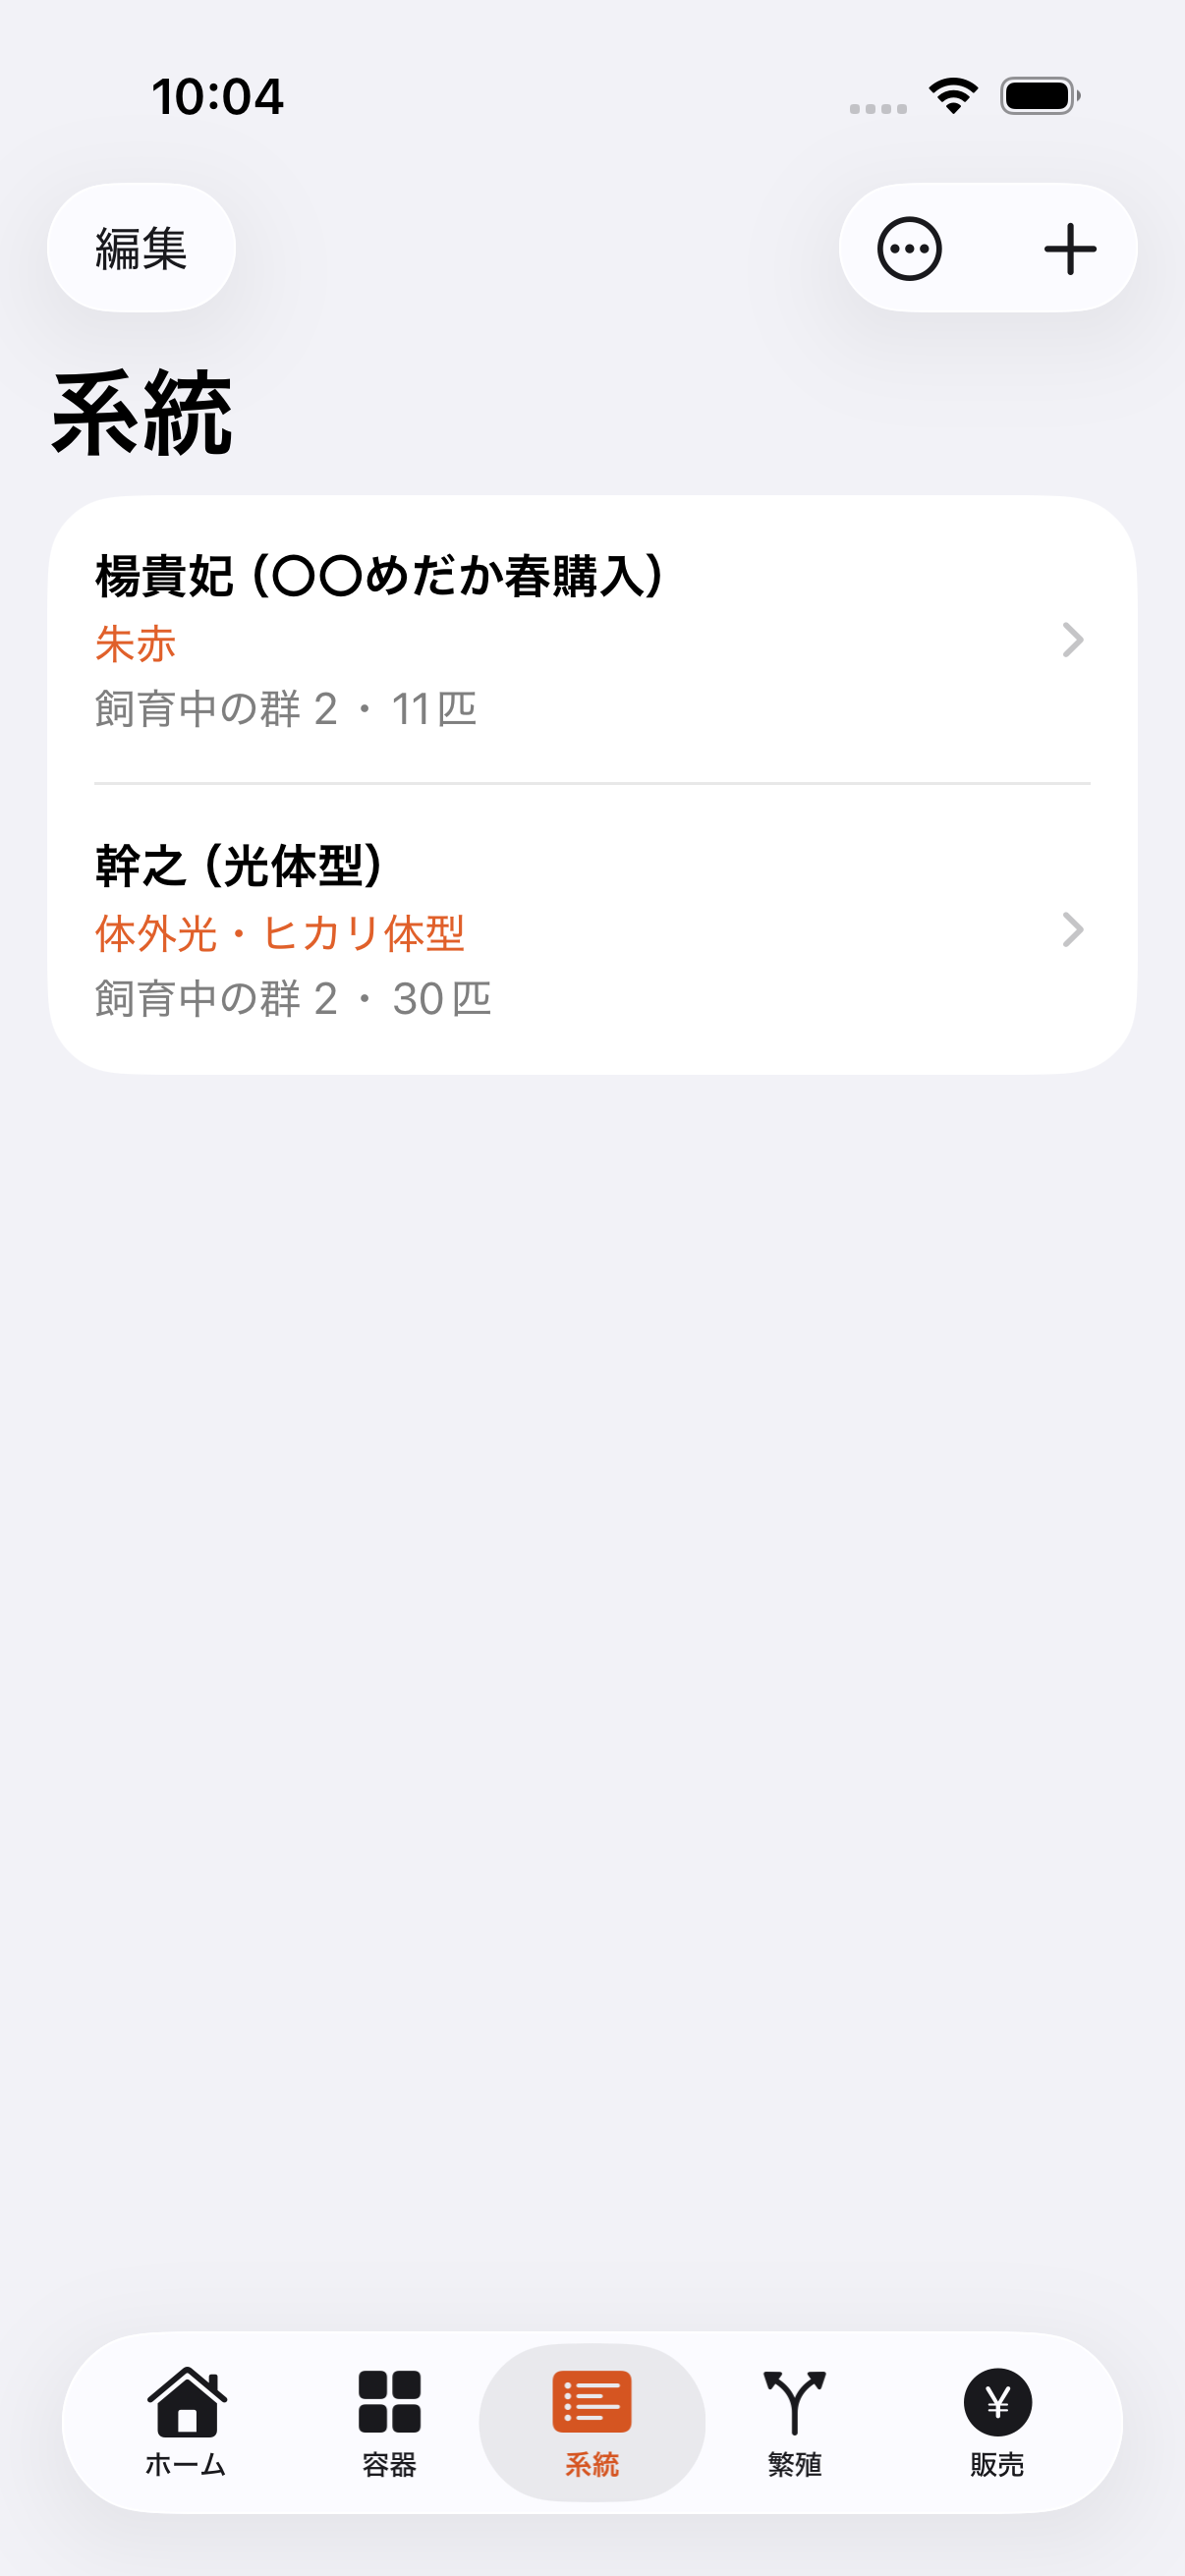 10:04
編集
系統
楊貴妃（〇〇めだか春購入）
朱赤
飼育中の群 2 ・ 11匹
幹之（光体型）
体外光・ヒカリ体型
飼育中の群 2 ・ 30匹
ホーム
容器
系統
繁殖
¥
販売